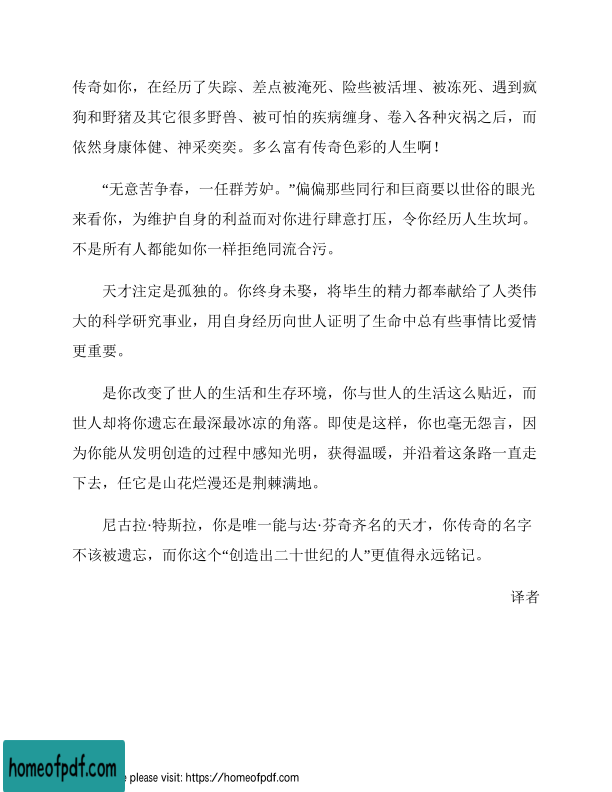 传奇如你，在经历了失踪、差点被淹死、险些被活埋、被冻死、遇到疯
狗和野猪及其它很多野兽、被可怕的疾病缠身、卷入各种灾祸之后，而
依然身康体健、神采奕奕。多么富有传奇色彩的人生啊！
“无意苦争春，一任群芳妒。”偏偏那些同行和巨商要以世俗的眼光
来看你，为维护自身的利益而对你进行肆意打压，令你经历人生坎坷。
不是所有人都能如你一样拒绝同流合污。
天才注定是孤独的。你终身未娶，将毕生的精力都奉献给了人类伟
大的科学研究事业，用自身经历向世人证明了生命中总有些事情比爱情
更重要。
是你改变了世人的生活和生存环境，你与世人的生活这么贴近，而
世人却将你遗忘在最深最冰凉的角落。即使是这样，你也毫无怨言，因
为你能从发明创造的过程中感知光明，获得温暖，并沿着这条路一直走
下去，任它是山花烂漫还是荆棘满地。
尼古拉·特斯拉，你是唯一能与达·芬奇齐名的天才，你传奇的名字
不该被遗忘，而你这个“创造出二十世纪的人”更值得永远铭记。
译者
homeofpdf.com
please visit: https://homeofpdf.com